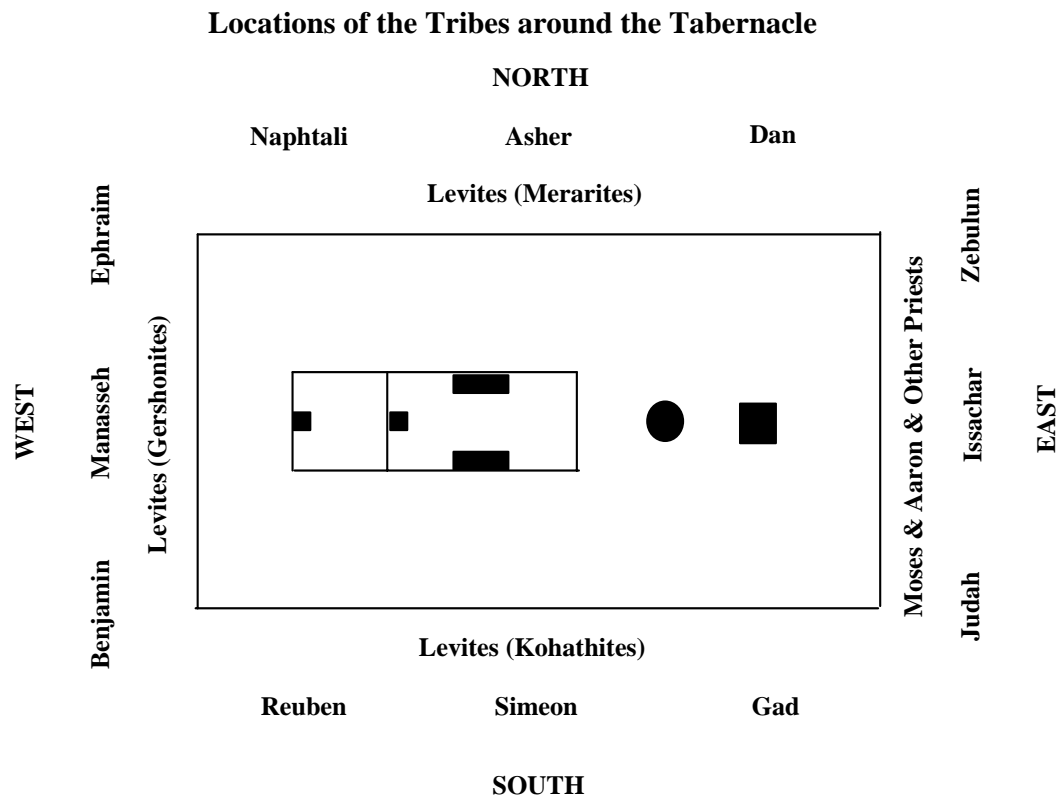 Locations of the Tribes around the Tabernacle
NORTH
Naphtali
Asher
Dan
Levites (Merarites)
WEST
Ephraim
Manasseh
Benjamin
Levites (Gershonites)
Moses & Aaron & Other Priests
Zebulun
Issachar
Judah
EAST
Levites (Kohathites)
Reuben
Simeon
Gad
SOUTH